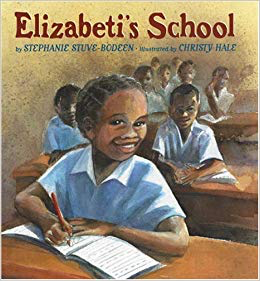 Elizabeti's School
by STEPHANIE STUVE-BODEEN • illustrated by CHRISTY HALE